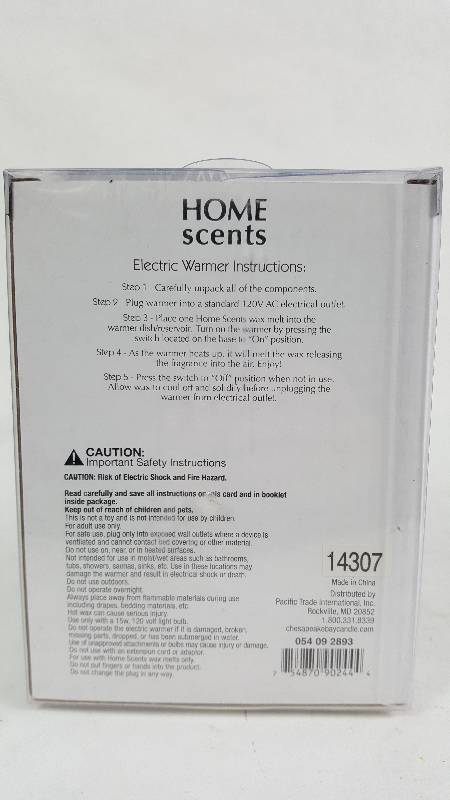 HOME
scents
Electric Warmer Instructions:
Step 1 - Carefully unpack all of the components.
Step 2 - Plug warmer into a standard 120V AC electrical outlet.
Step 3 - Place one Home Scents wax melt into the
warmer dish/reservoir. Turn on the warmer by pressing the
switch located on the base to "On" position.
Step 4 - As the warmer heats up, it will melt the wax releasing
the fragrance into the air. Enjoy!
Step 5 - Press the switch to "Off" position when not in use.
Allow wax to cool off and solidify before unplugging the
warmer from electrical outlet.
CAUTION:
Important Safety Instructions
CAUTION: Risk of Electric Shock and Fire Hazard.
Read carefully and save all instructions on this card and in booklet
inside package.
Keep out of reach of children and pets.
This is not a toy and is not intended for use by children.
For adult use only.
For safe use, plug only into exposed wall outlets where a device is
ventilated and cannot contact bed covering or other material.
Do not use on, near, or in heated surfaces.
Not intended for use in moist/wet areas such as bathrooms,
tubs, showers, saunas, sinks, etc. Use in these locations may
damage the warmer and result in electrical shock or death.
Do not use outdoors.
Do not operate overnight.
Always place away from flammable materials during use
including drapes, bedding materials, etc.
Hot wax can cause serious injury.
Use only with a 15w, 120 volt light bulb.
Do not operate the electric warmer if it is damaged, broken,
missing parts, dropped, or has been submerged in water.
Use of unapproved attachments or bulbs may cause injury or damage.
Do not use with an extension cord or adaptor.
For use with Home Scents wax melts only.
Do not put fingers or hands into the product.
Do not change the plug in any way.
14307
Made in China
Distributed by
Pacific Trade International, Inc.
Rockville, MD 20852
1.800.331.8339
chesapeakebaycandle.com
054 09 2893
7 54870 90244 4